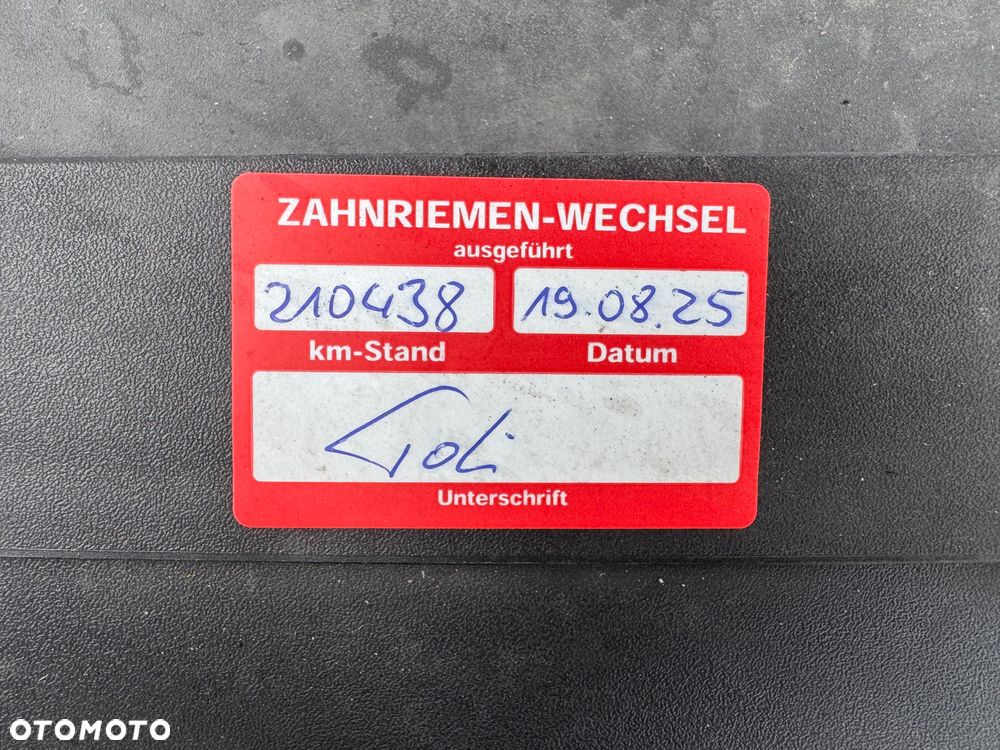 ZAHNRIEMEN-WECHSEL
ausgeführt
210438 19.08.25
km-Stand Datum
Unterschrift
OTOMOTO